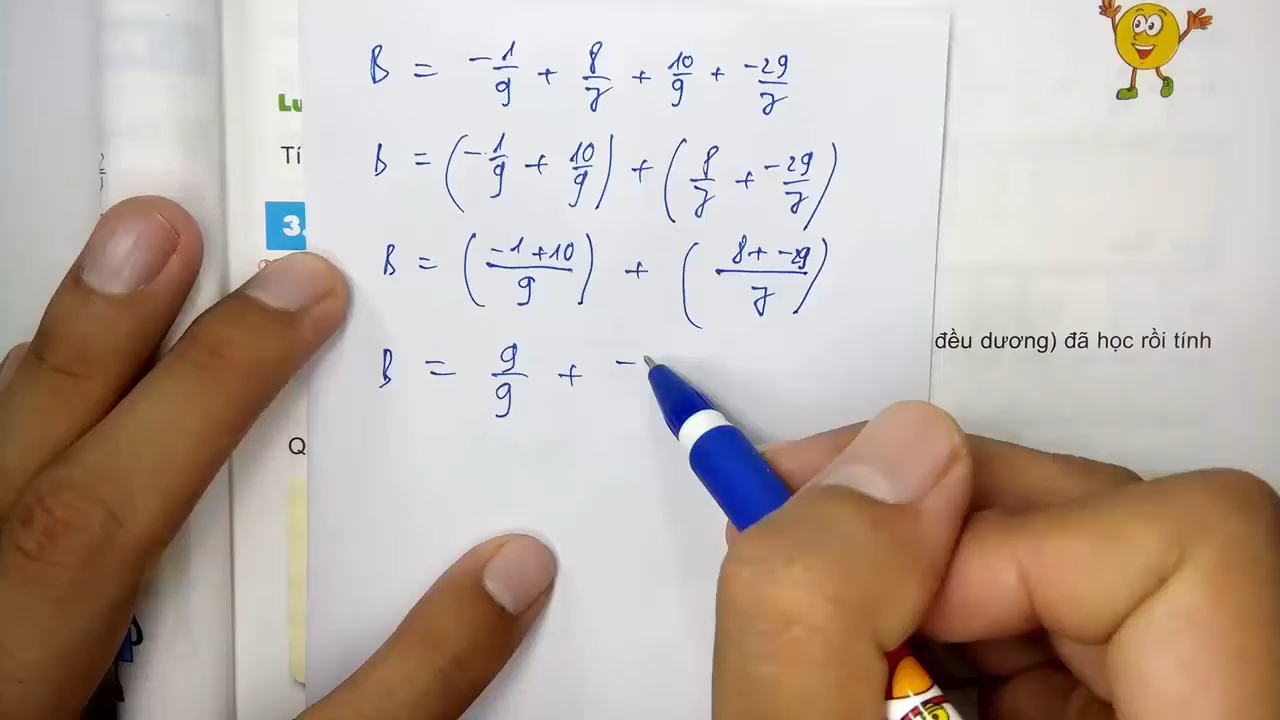 B = -1/9 + 8/7 + 10/9 + -29/7
B = (-1/9 + 10/9) + (8/7 + -29/7)
B = (-1+10/9) + (8+-29/7)
B = 9/9 + -
Lu
Tí
3.
đều dương) đã học rồi tính
Q